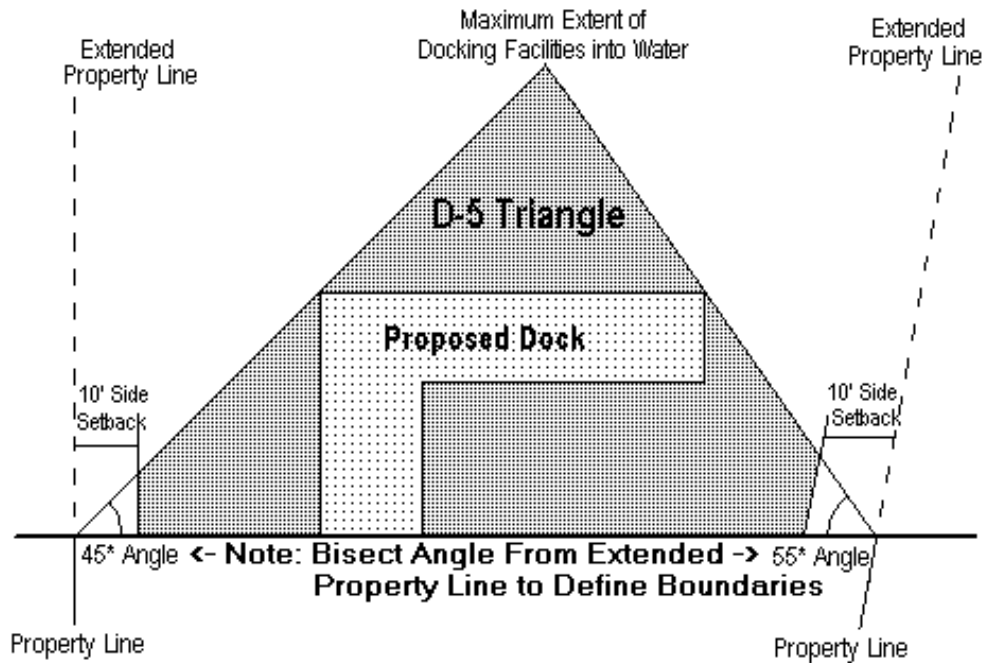 Maximum Extent of
Docking Facilities into Water
Extended
Property Line
Extended
Property Line
D-5 Triangle
Proposed Dock
10' Side
Setback
10' Side
Setback
45* Angle <- Note: Bisect Angle From Extended -> 55* Angle
Property Line to Define Boundaries
Property Line
Property Line